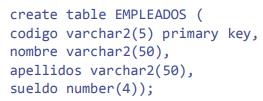 create table EMPLEADOS (
codigo varchar2(5) primary key,
nombre varchar2(50),
apellidos varchar2(50),
sueldo number(4));